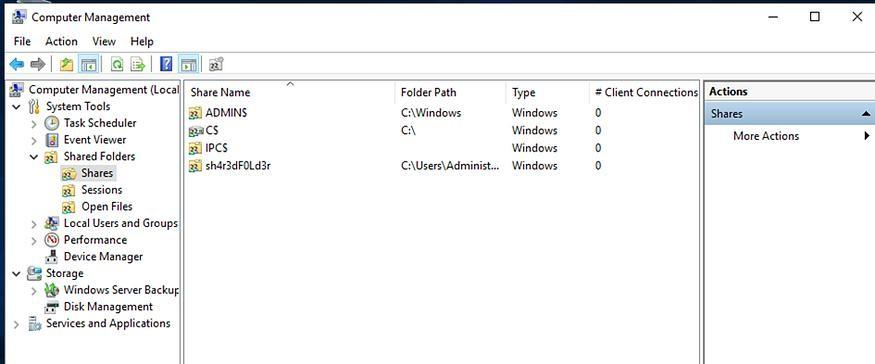 Computer Management
File Action View Help
Computer Management (Local
System Tools
Task Scheduler
Event Viewer
Shared Folders
Shares
Sessions
Open Files
Local Users and Groups
Performance
Device Manager
Storage
Windows Server Backup
Disk Management
Services and Applications
Share Name Folder Path Type # Client Connections
ADMIN$ C:\Windows Windows 0
C$ C:\ Windows 0
IPC$ Windows 0
sh4r3dF0Ld3r C:\Users\Administ... Windows 0
Actions
Shares
More Actions